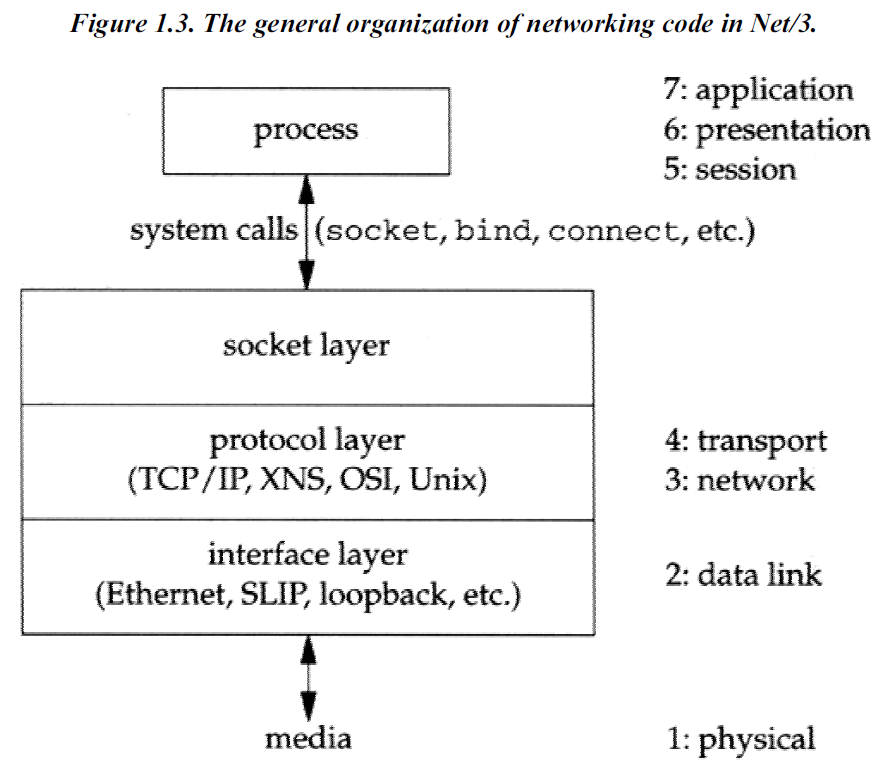 Figure 1.3. The general organization of networking code in Net/3.
process
7: application
6: presentation
5: session
system calls (socket, bind, connect, etc.)
socket layer
protocol layer
(TCP/IP, XNS, OSI, Unix)
4: transport
3: network
interface layer
(Ethernet, SLIP, loopback, etc.)
2: data link
media
1: physical